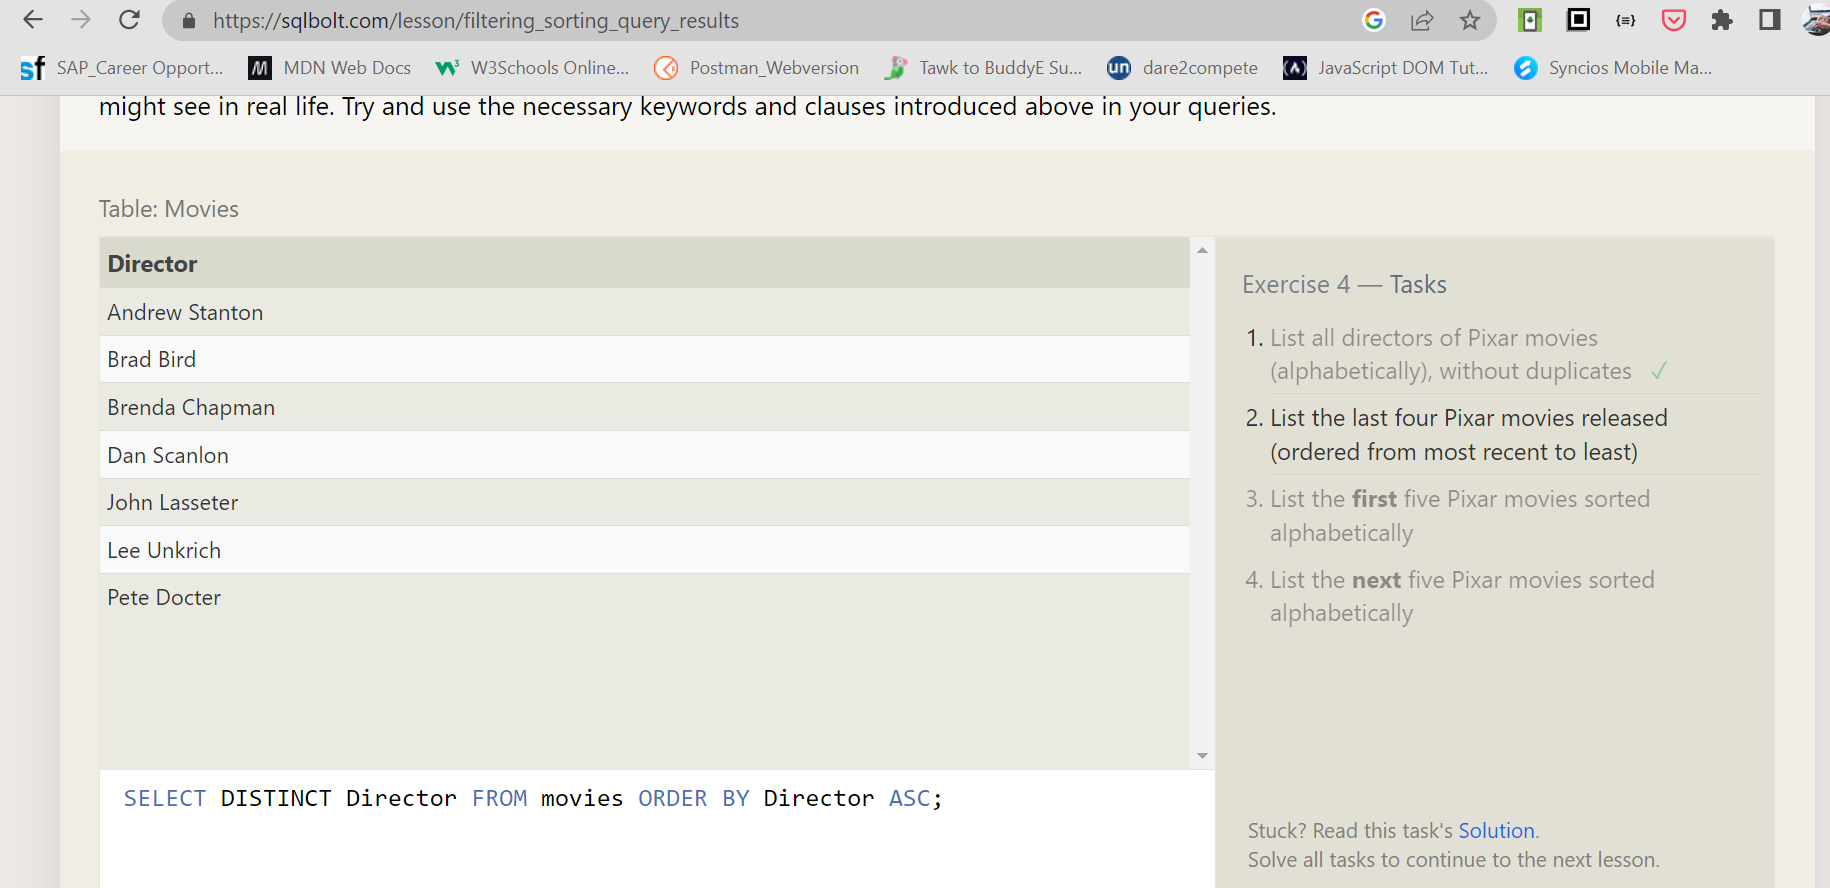 https://sqlbolt.com/lesson/filtering_sorting_query_results
SAP_Career Opport...
MDN Web Docs
W3Schools Online...
Postman_Webversion
Tawk to BuddyE Su...
dare2compete
JavaScript DOM Tut...
Syncios Mobile Ma...
might see in real life. Try and use the necessary keywords and clauses introduced above in your queries.
Table: Movies
Director
Andrew Stanton
Brad Bird
Brenda Chapman
Dan Scanlon
John Lasseter
Lee Unkrich
Pete Docter
SELECT DISTINCT Director FROM movies ORDER BY Director ASC;
Exercise 4 — Tasks
1. List all directors of Pixar movies
(alphabetically), without duplicates ✓
2. List the last four Pixar movies released
(ordered from most recent to least)
3. List the first five Pixar movies sorted
alphabetically
4. List the next five Pixar movies sorted
alphabetically
Stuck? Read this task's Solution.
Solve all tasks to continue to the next lesson.